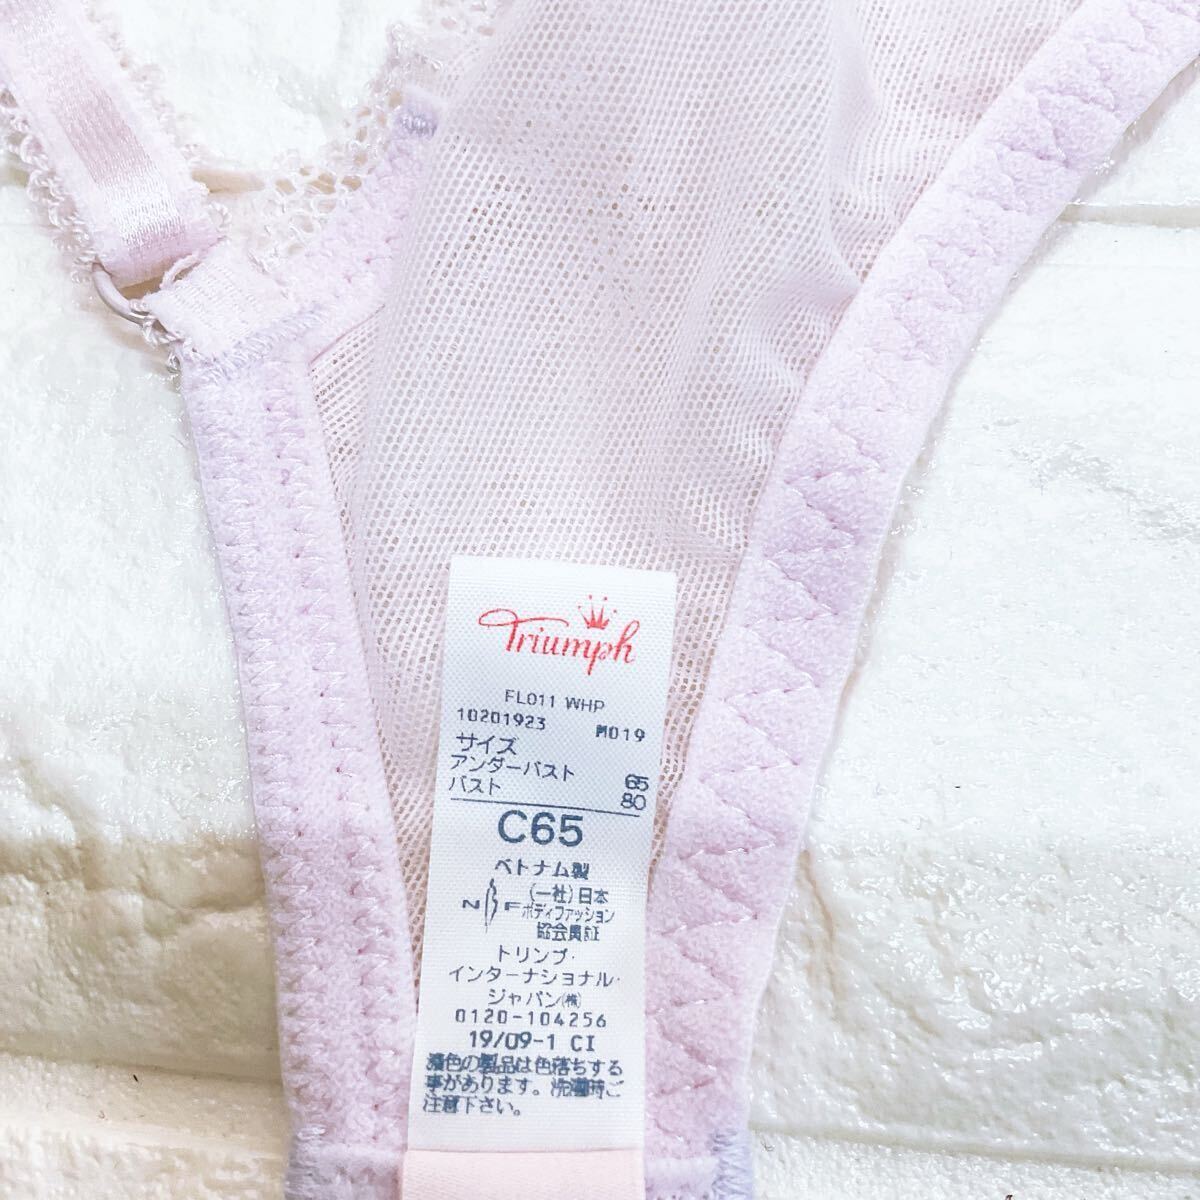 Triumph
FL011 WHP
10201923 M019
サイズ
アンダーバスト 65
バスト 80
C65
ベトナム製
NBF (一社)日本
ボディファッション
協会員証
トリンプ・
インターナショナル・
ジャパン(株)
0120-104256
19/09-1 CI
濃色の製品は色落ちする
事があります。洗濯時ご
注意下さい。